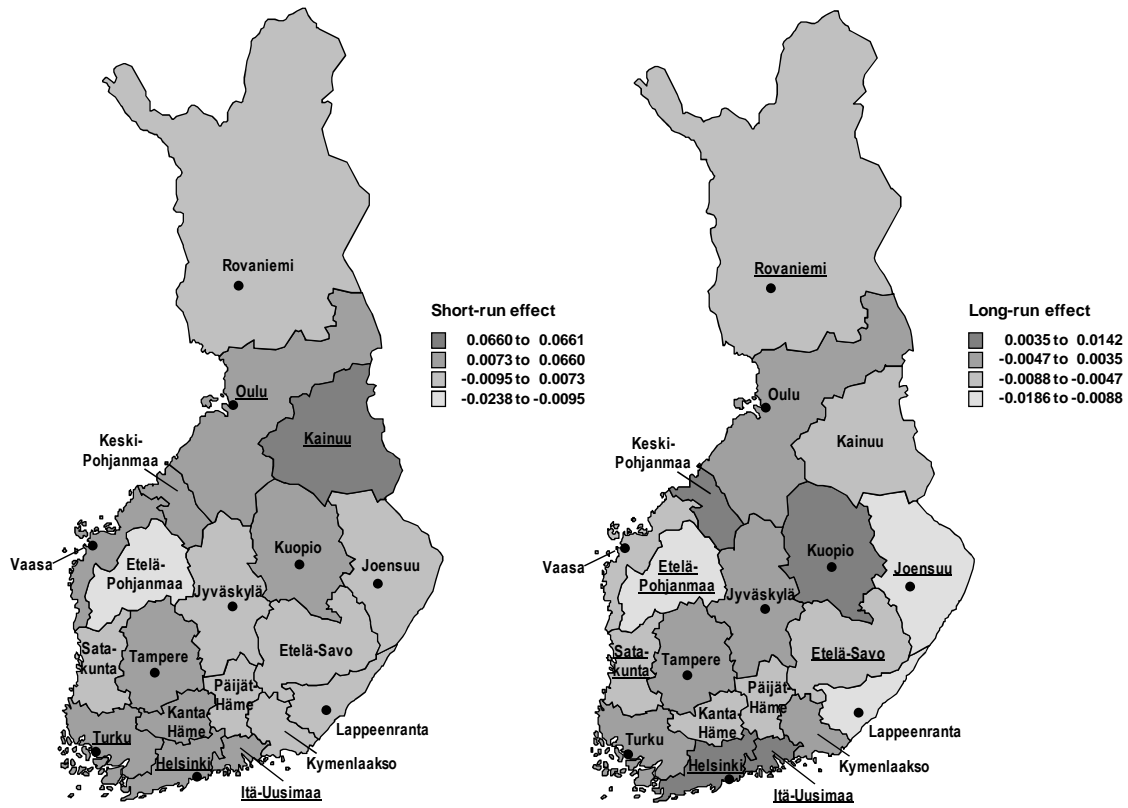 Rovaniemi
Short-run effect
0.0660 to 0.0661
0.0073 to 0.0660
-0.0095 to 0.0073
-0.0238 to -0.0095
Oulu
Kainuu
Keski-
Pohjanmaa
Vaasa
Etelä-
Pohjanmaa
Kuopio
Joensuu
Jyväskylä
Sata-
kunta
Tampere
Etelä-Savo
Päijät-
Häme
Kanta-
Häme
Lappeenranta
Turku
Helsinki
Kymenlaakso
Itä-Uusimaa
Rovaniemi
Long-run effect
0.0035 to 0.0142
-0.0047 to 0.0035
-0.0088 to -0.0047
-0.0186 to -0.0088
Oulu
Kainuu
Keski-
Pohjanmaa
Vaasa
Etelä-
Pohjanmaa
Kuopio
Joensuu
Jyväskylä
Sata-
kunta
Tampere
Etelä-Savo
Päijät-
Häme
Kanta-
Häme
Lappeenranta
Turku
Helsinki
Kymenlaakso
Itä-Uusimaa